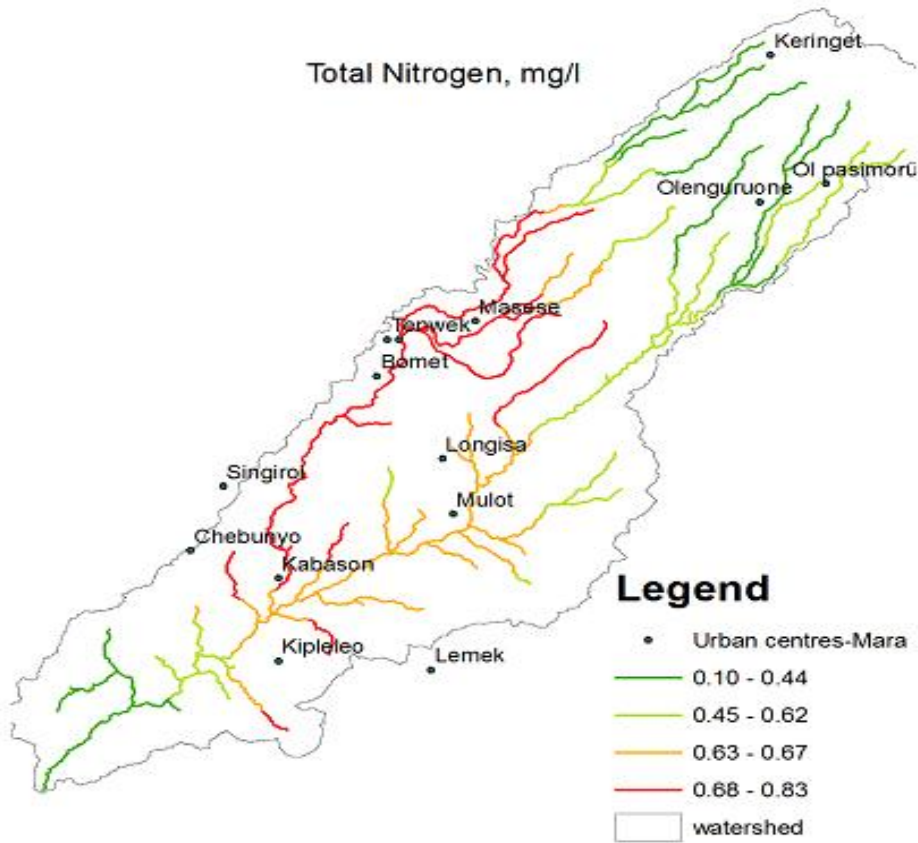 Keringet
Total Nitrogen, mg/l
Ol pasimoru
Olenguruone
Masese
Tenwek
Bomet
Longisa
Singiroi
Mulot
Chebunyo
Kabason
Kipleleo
Lemek
Legend
Urban centres-Mara
0.10 - 0.44
0.45 - 0.62
0.63 - 0.67
0.68 - 0.83
watershed